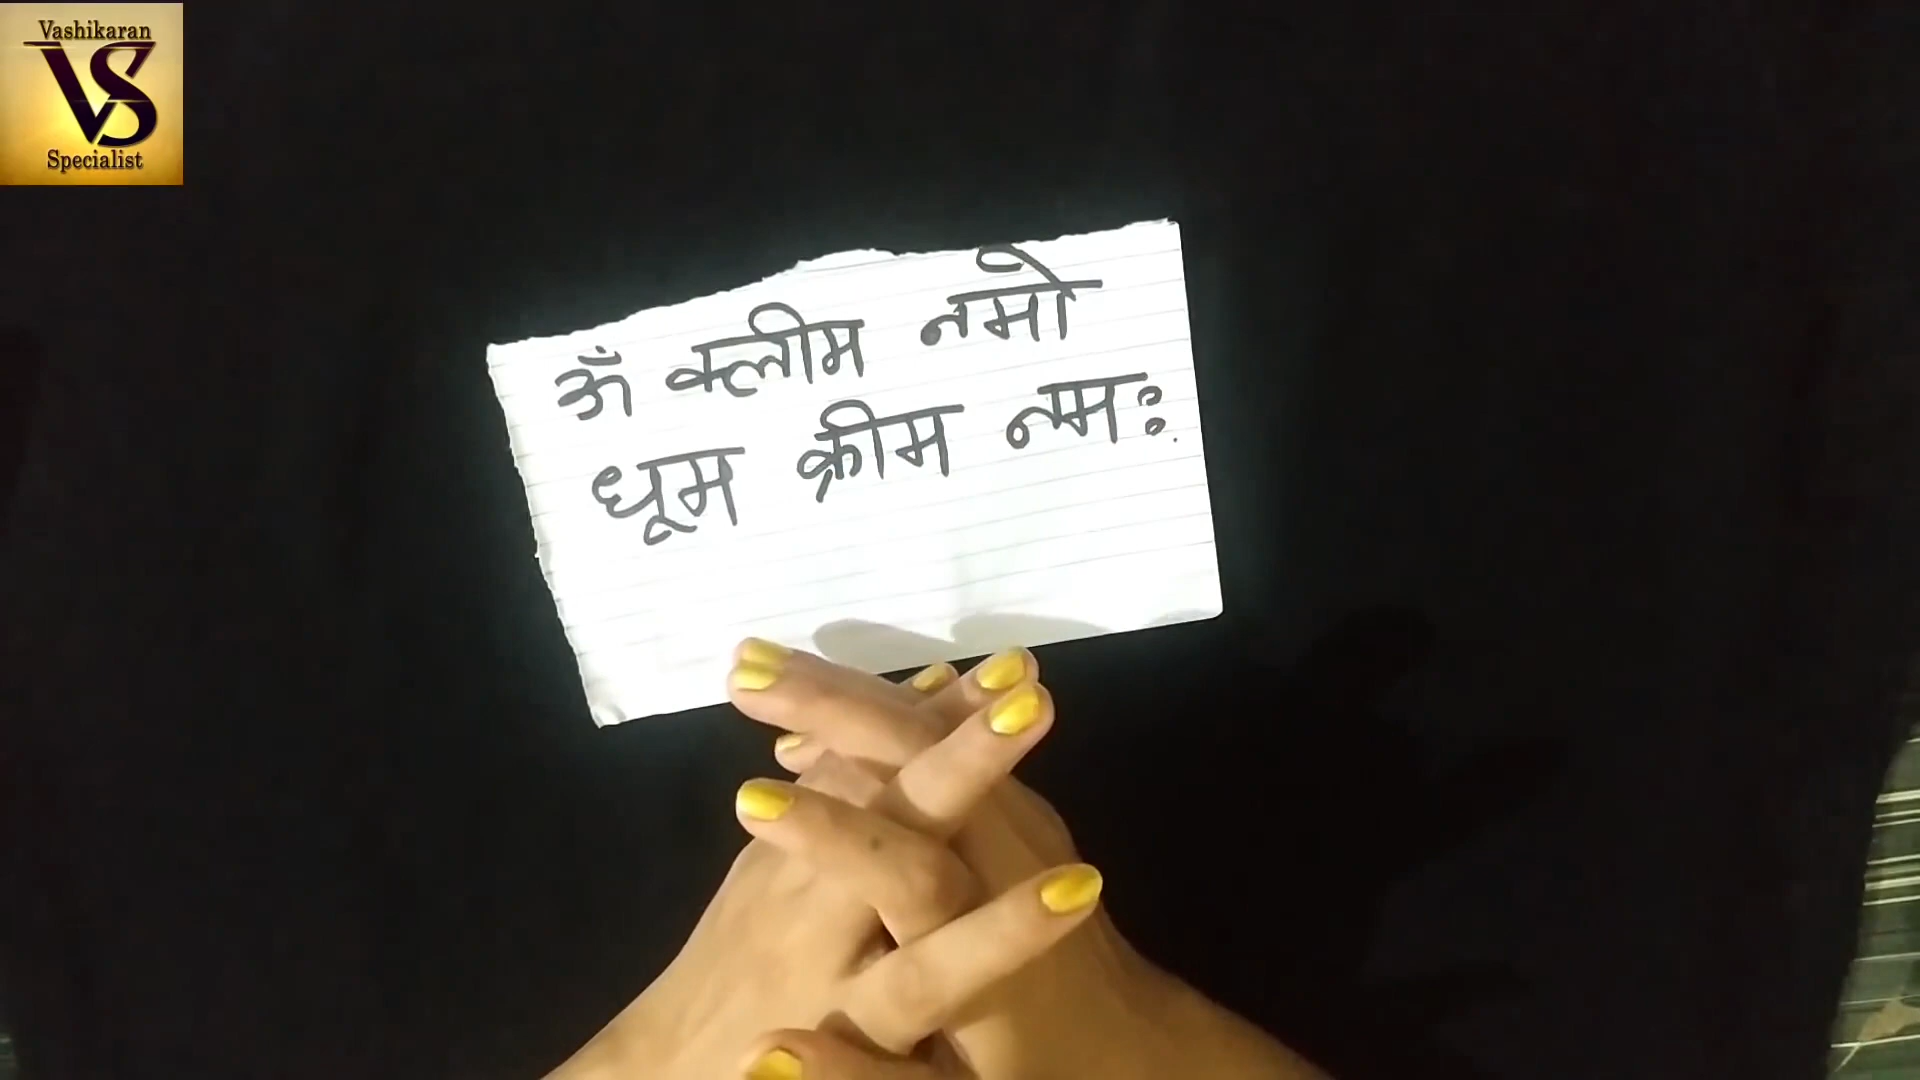 Vashikaran
VS
Specialist
ॐ क्लीम नमो
धूम क्रीम नमः